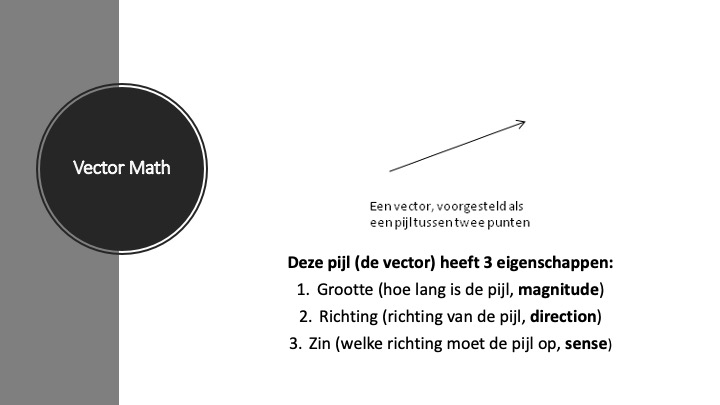 Vector Math
Een vector, voorgesteld als
een pijl tussen twee punten
Deze pijl (de vector) heeft 3 eigenschappen:
1. Grootte (hoe lang is de pijl, magnitude)
2. Richting (richting van de pijl, direction)
3. Zin (welke richting moet de pijl op, sense)